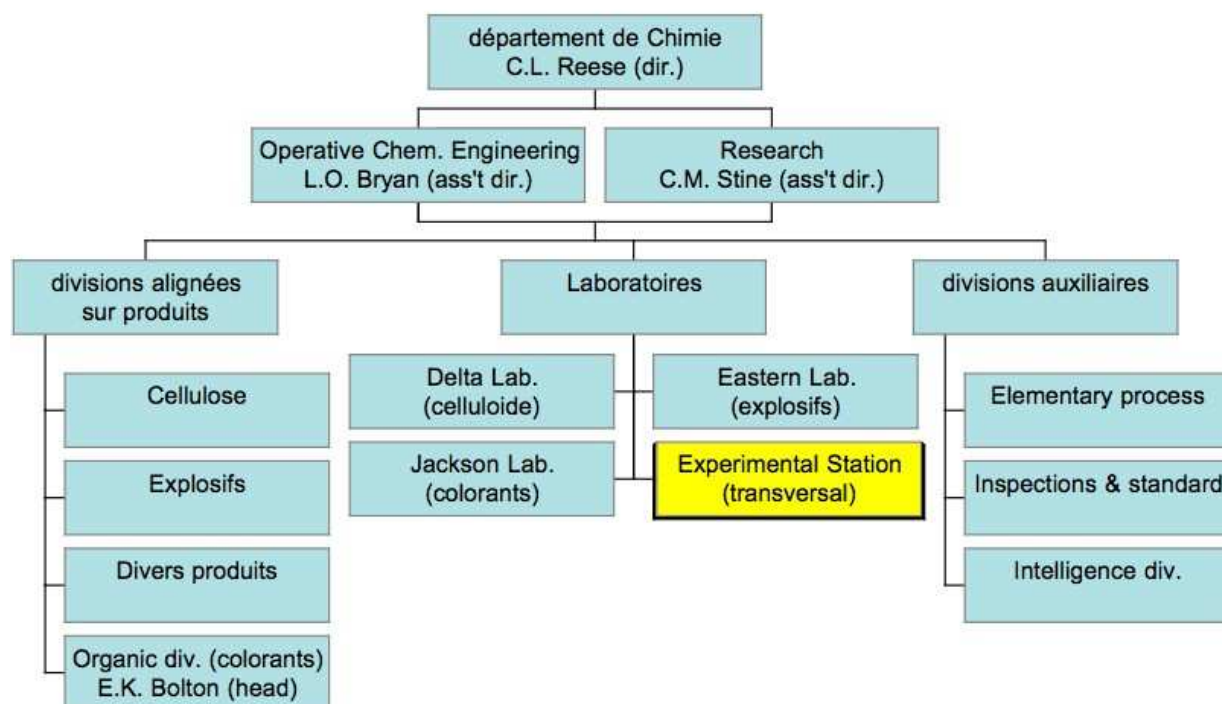 département de Chimie
C.L. Reese (dir.)
Operative Chem. Engineering
L.O. Bryan (ass't dir.)
Research
C.M. Stine (ass't dir.)
divisions alignées
sur produits
Laboratoires
divisions auxiliaires
Cellulose
Explosifs
Divers produits
Organic div. (colorants)
E.K. Bolton (head)
Delta Lab.
(celluloide)
Eastern Lab.
(explosifs)
Jackson Lab.
(colorants)
Experimental Station
(transversal)
Elementary process
Inspections & standard
Intelligence div.